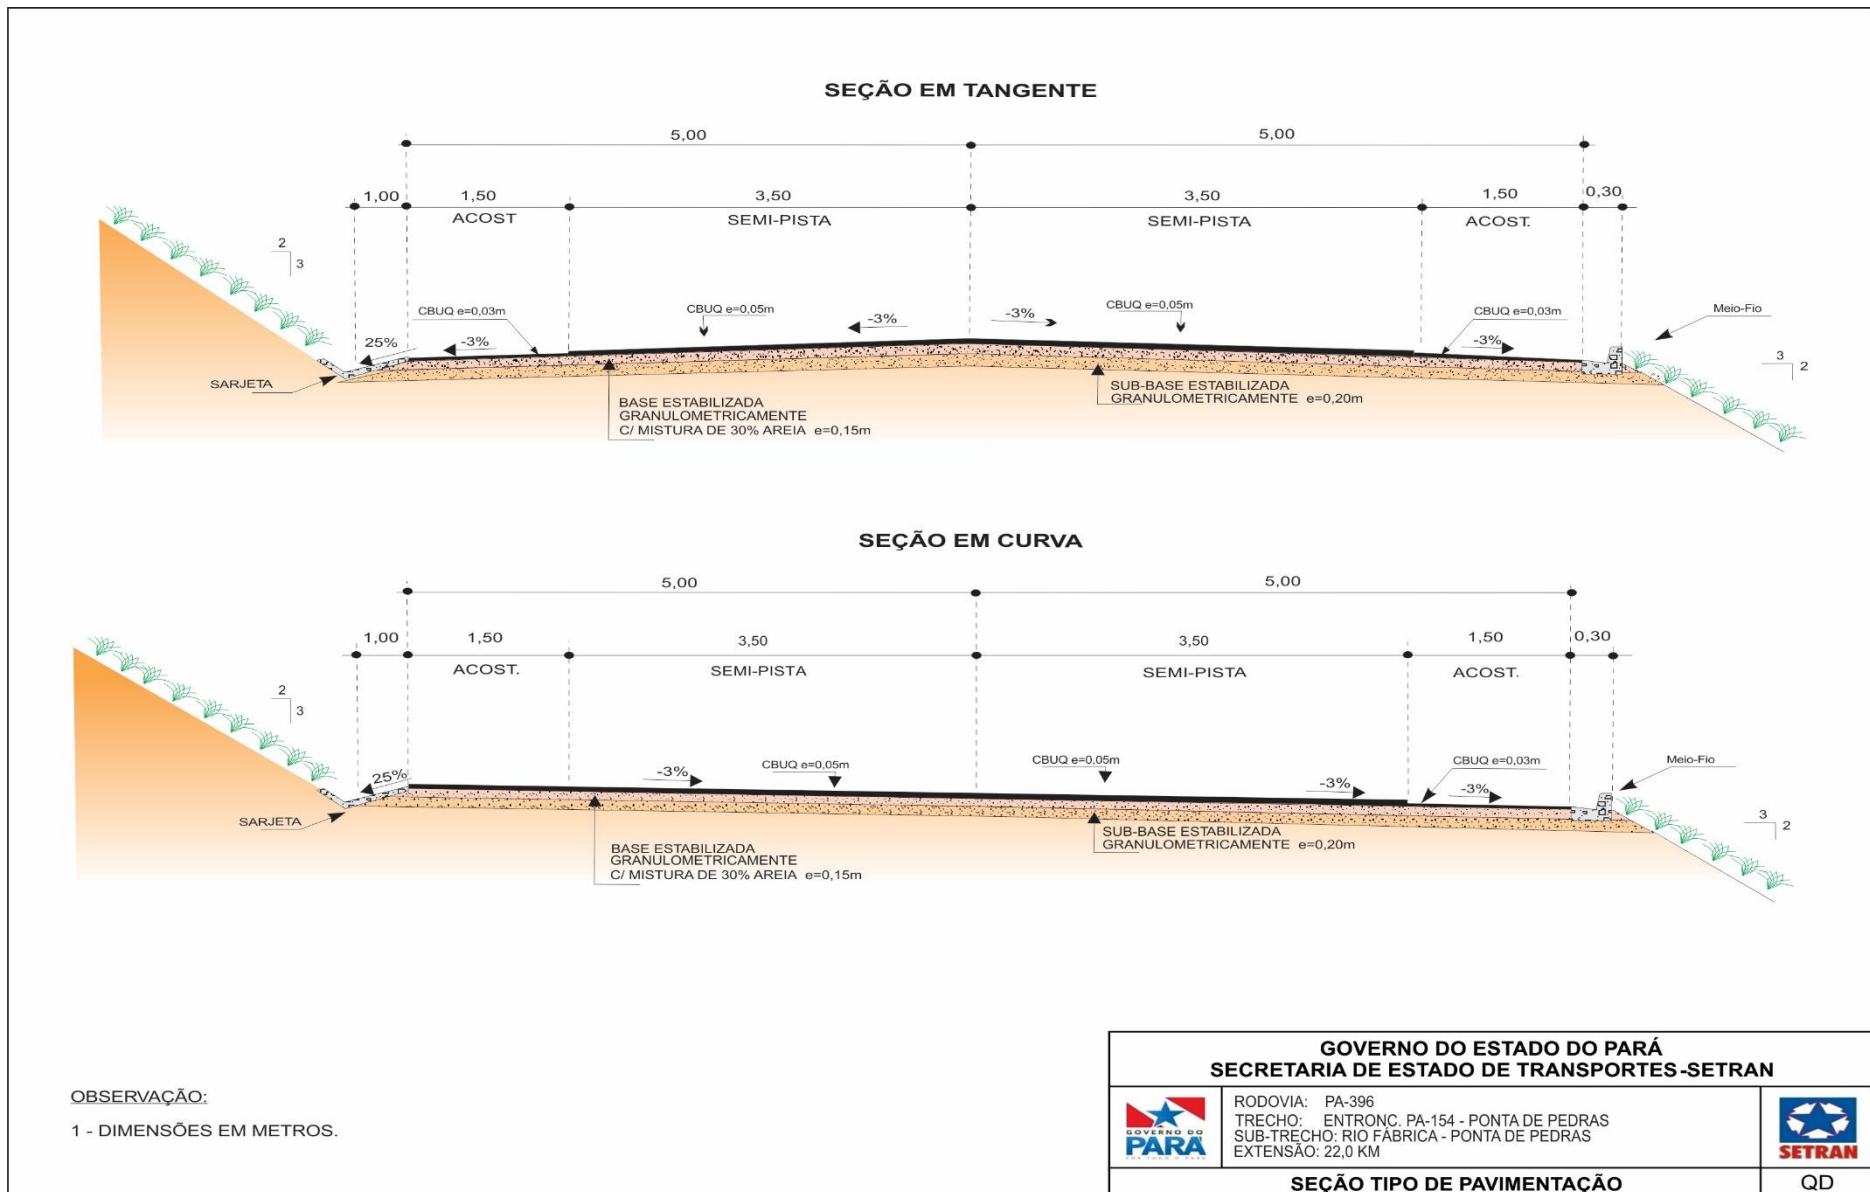 SEÇÃO EM TANGENTE
5,00
5,00
1,00
1,50
3,50
3,50
1,50
0,30
ACOST
SEMI-PISTA
SEMI-PISTA
ACOST.
2
3
CBUQ e=0,03m
CBUQ e=0,05m
-3%
-3%
CBUQ e=0,05m
CBUQ e=0,03m
Meio-Fio
25%
-3%
-3%
3
2
SARJETA
BASE ESTABILIZADA
GRANULOMETRICAMENTE
C/ MISTURA DE 30% AREIA e=0,15m
SUB-BASE ESTABILIZADA
GRANULOMETRICAMENTE e=0,20m
SEÇÃO EM CURVA
5,00
5,00
1,00
1,50
3,50
3,50
1,50
0,30
ACOST.
SEMI-PISTA
SEMI-PISTA
ACOST.
2
3
25%
-3%
CBUQ e=0,05m
CBUQ e=0,05m
-3%
CBUQ e=0,03m
-3%
Meio-Fio
3
2
SARJETA
BASE ESTABILIZADA
GRANULOMETRICAMENTE
C/ MISTURA DE 30% AREIA e=0,15m
SUB-BASE ESTABILIZADA
GRANULOMETRICAMENTE e=0,20m
OBSERVAÇÃO:
1 - DIMENSÕES EM METROS.
GOVERNO DO ESTADO DO PARÁ
SECRETARIA DE ESTADO DE TRANSPORTES-SETRAN
GOVERNO DO
PARÁ
POR TODO O PARÁ
RODOVIA: PA-396
TRECHO: ENTRONC. PA-154 - PONTA DE PEDRAS
SUB-TRECHO: RIO FÁBRICA - PONTA DE PEDRAS
EXTENSÃO: 22,0 KM
SETRAN
SEÇÃO TIPO DE PAVIMENTAÇÃO
QD